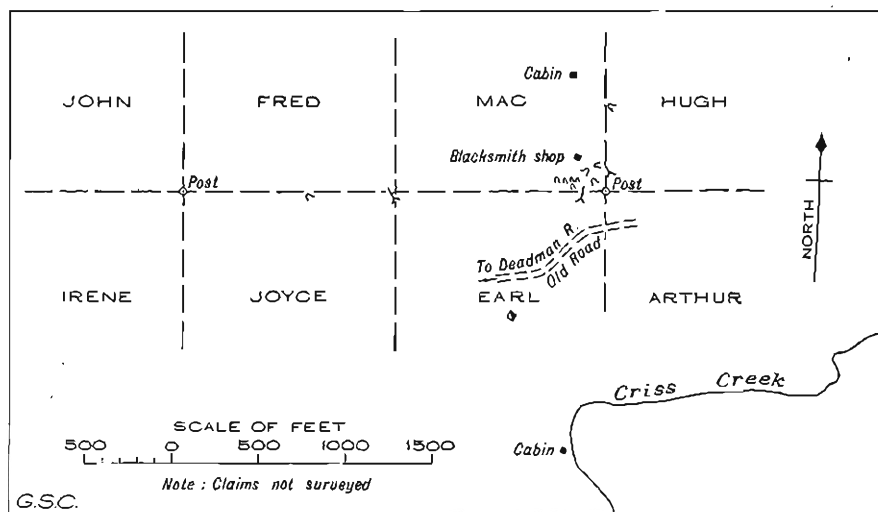 Cabin
JOHN FRED MAC HUGH
Blacksmith shop
Post Post
NORTH
To Deadman R.
Old Road
IRENE JOYCE EARL ARTHUR
Criss Creek
SCALE OF FEET
500 0 500 1000 1500
Cabin
Note : Claims not surveyed
G.S.C.